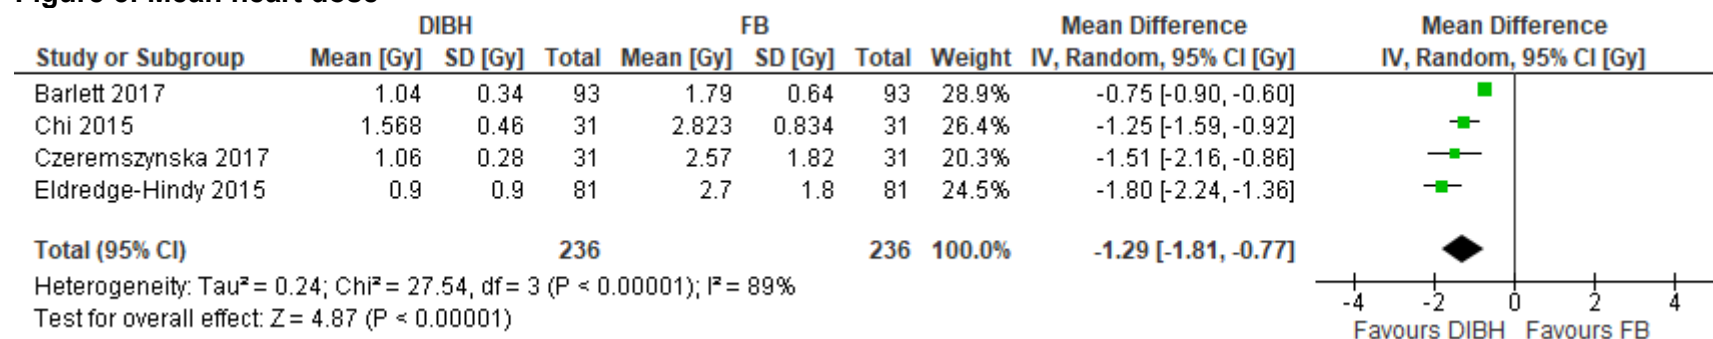 Figure 3. Mean heart dose
DIBH FB Mean Difference Mean Difference
Study or Subgroup Mean [Gy] SD [Gy] Total Mean [Gy] SD [Gy] Total Weight IV, Random, 95% CI [Gy] IV, Random, 95% CI [Gy]
Barlett 2017 1.04 0.34 93 1.79 0.64 93 28.9% -0.75 [-0.90, -0.60]
Chi 2015 1.568 0.46 31 2.823 0.834 31 26.4% -1.25 [-1.59, -0.92]
Czeremszynska 2017 1.06 0.28 31 2.57 1.82 31 20.3% -1.51 [-2.16, -0.86]
Eldredge-Hindy 2015 0.9 0.9 81 2.7 1.8 81 24.5% -1.80 [-2.24, -1.36]
Total (95% CI) 236 236 100.0% -1.29 [-1.81, -0.77]
Heterogeneity: Tau² = 0.24; Chi² = 27.54, df = 3 (P < 0.00001); I² = 89%
Test for overall effect: Z = 4.87 (P < 0.00001)
-4 -2 0 2 4
Favours DIBH Favours FB